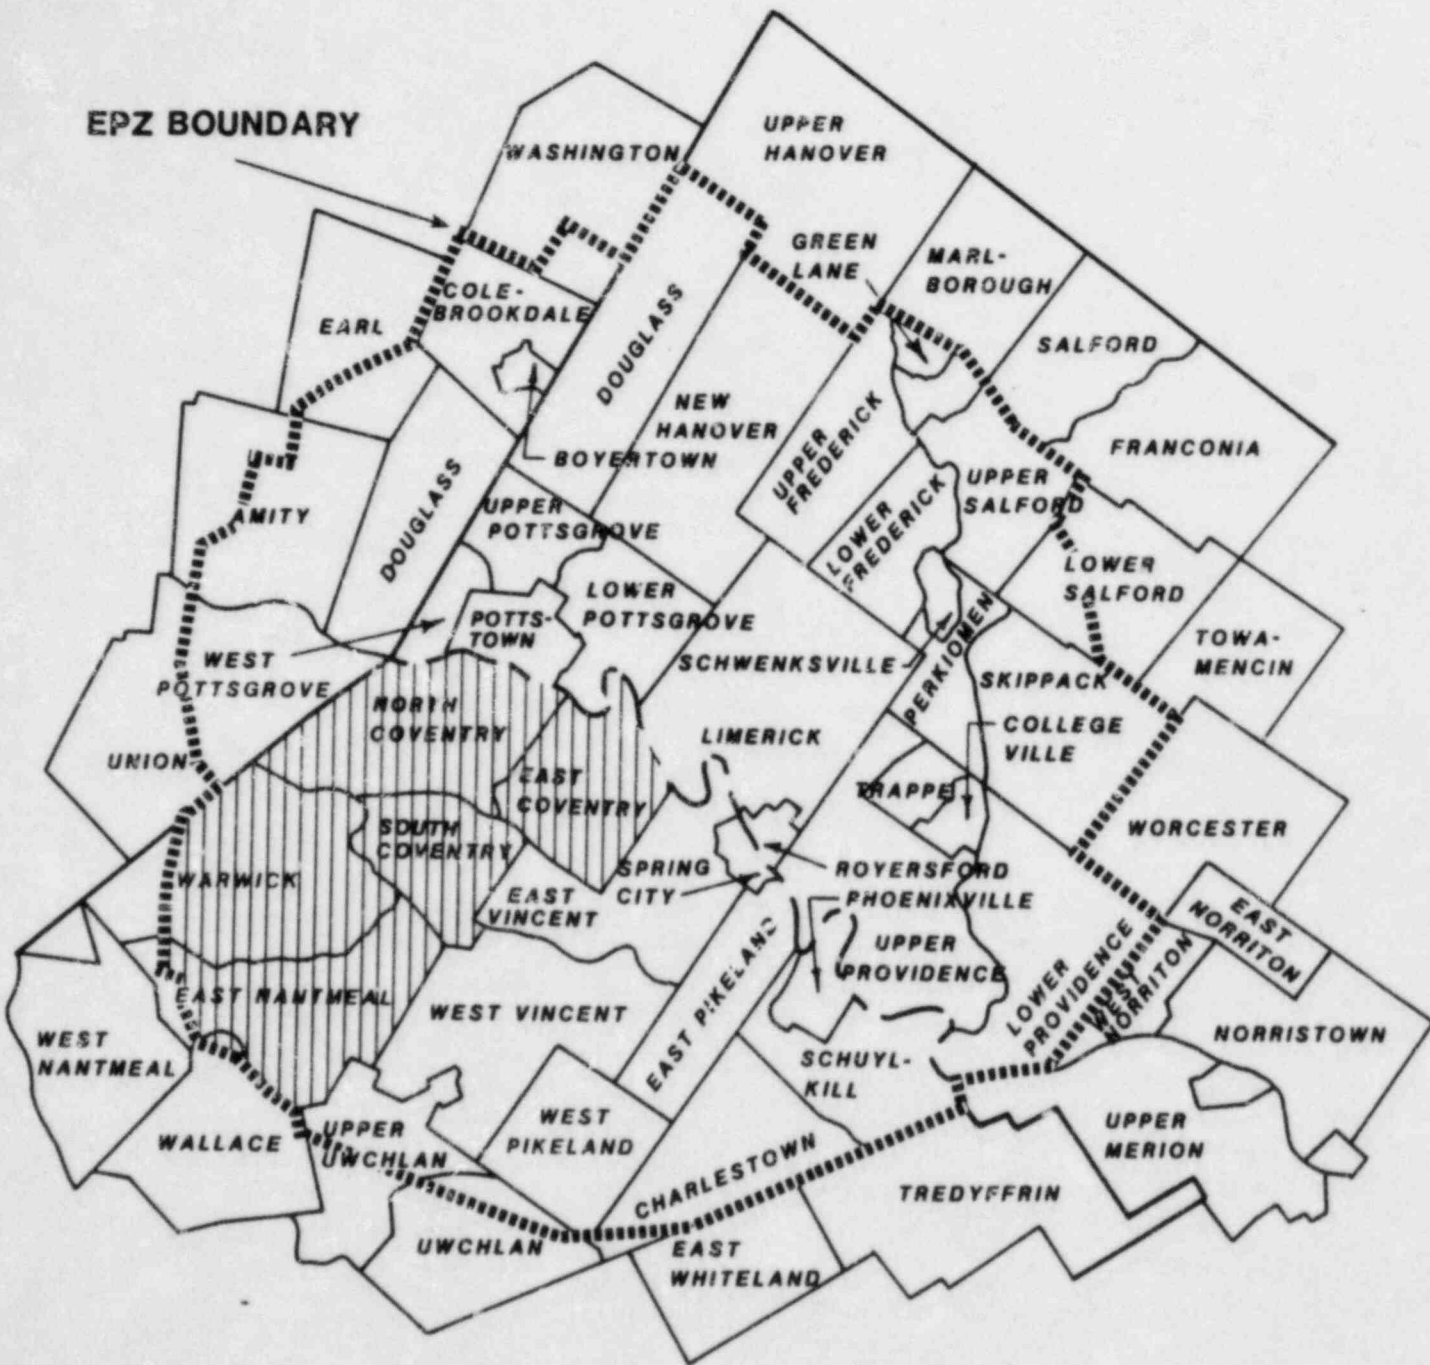 EPZ BOUNDARY
WASHINGTON
UPPER
HANOVER
GREEN
LANE
MARL-
BOROUGH
COLE-
BROOKDALE
EARL
DOUGLASS
SALFORD
NEW
HANOVER
UPPER
FREDERICK
FRANCONIA
BOYERTOWN
AMITY
DOUGLASS
UPPER
POTTSGROVE
LOWER
FREDERICK
UPPER
SALFORD
LOWER
POTTSGROVE
LOWER
SALFORD
POTTS-
TOWN
WEST
POTTSGROVE
SCHWENKSVILLE
PERKIOMEN
SKIPPACK
TOWA-
MENCIN
NORTH
COVENTRY
LIMERICK
COLLEGE
VILLE
UNION
EAST
COVENTRY
TRAPPE
SOUTH
COVENTRY
WORCESTER
WARWICK
SPRING
CITY
ROYERSFORD
EAST
VINCENT
PHOENIXVILLE
EAST
NORRITON
UPPER
PROVIDENCE
LOWER
PROVIDENCE
WEST
NORRITON
EAST NANTMEAL
WEST VINCENT
EAST PIKELAND
NORRISTOWN
WEST
NANTMEAL
SCHUYL-
KILL
WALLACE
UPPER
UWCHLAN
WEST
PIKELAND
UPPER
MERION
CHARLESTOWN
TREDYFFRIN
UWCHLAN
EAST
WHITELAND